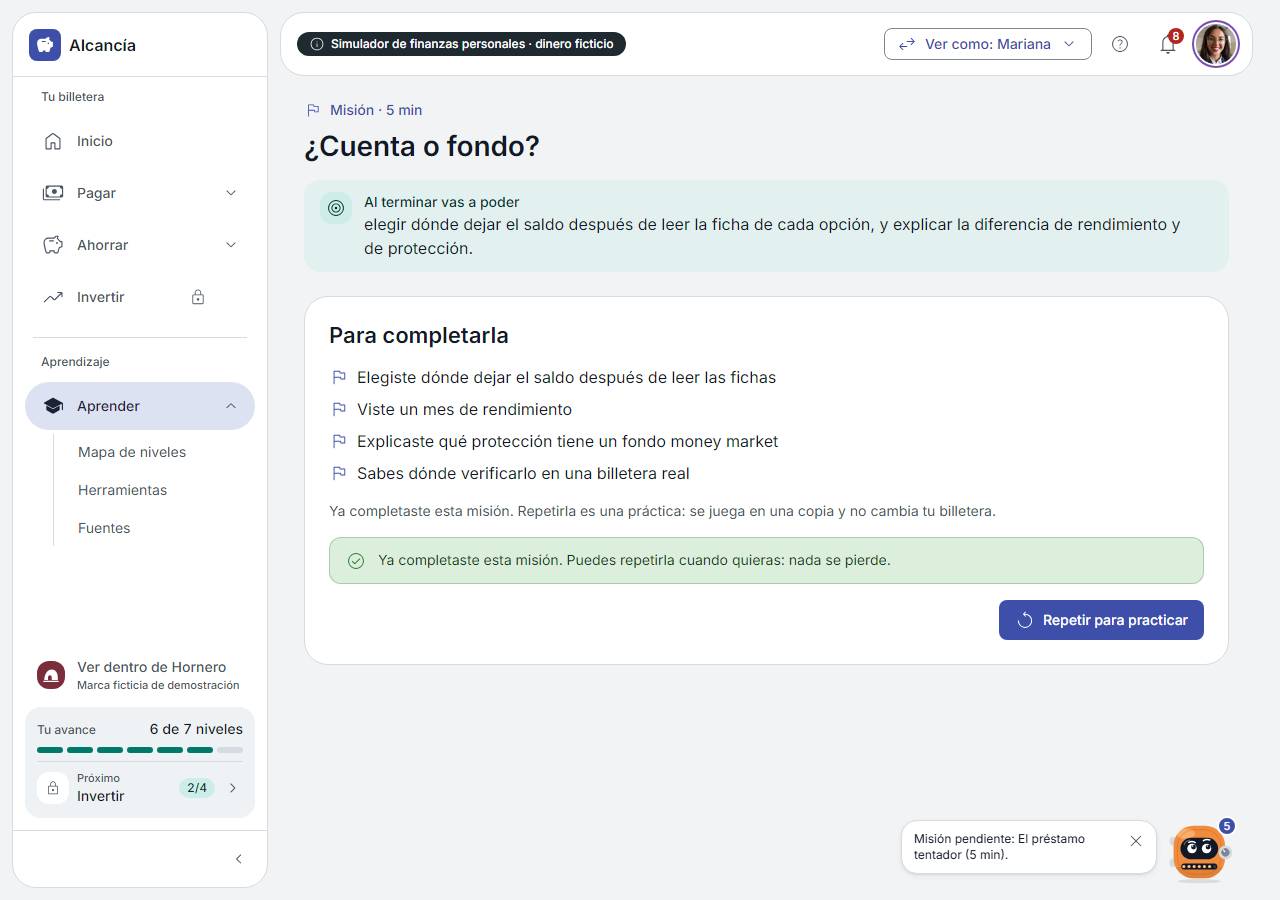 Alcancía
Simulador de finanzas personales · dinero ficticio
Ver como: Mariana
8
Tu billetera
Inicio
Pagar
Ahorrar
Invertir
Aprendizaje
Aprender
Mapa de niveles
Herramientas
Fuentes
Ver dentro de Hornero
Marca ficticia de demostración
Tu avance
6 de 7 niveles
Próximo
Invertir
2/4
Misión · 5 min
¿Cuenta o fondo?
Al terminar vas a poder
elegir dónde dejar el saldo después de leer la ficha de cada opción, y explicar la diferencia de rendimiento y
de protección.
Para completarla
Elegiste dónde dejar el saldo después de leer las fichas
Viste un mes de rendimiento
Explicaste qué protección tiene un fondo money market
Sabes dónde verificarlo en una billetera real
Ya completaste esta misión. Repetirla es una práctica: se juega en una copia y no cambia tu billetera.
Ya completaste esta misión. Puedes repetirla cuando quieras: nada se pierde.
Repetir para practicar
Misión pendiente: El préstamo
tentador (5 min).
5